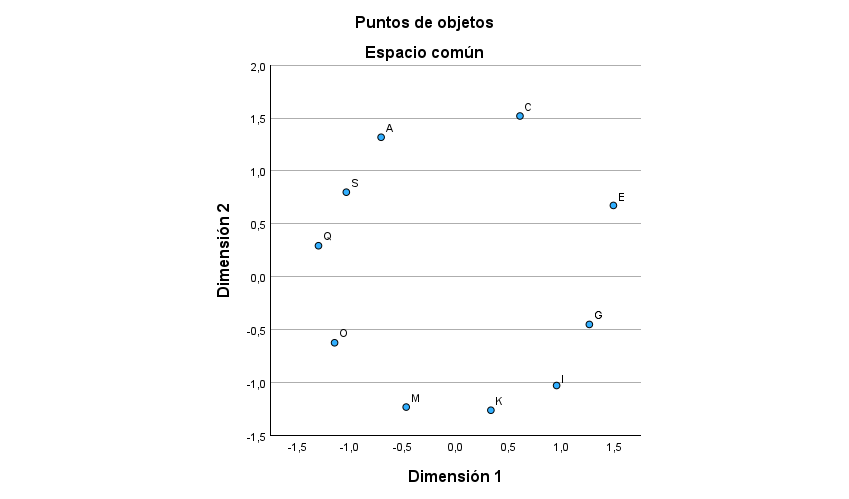 Puntos de objetos
Espacio común
2,0
1,5
1,0
0,5
0,0
-0,5
-1,0
-1,5
Dimensión 2
C
A
S
E
Q
G
O
I
M
K
-1,5 -1,0 -0,5 0,0 0,5 1,0 1,5
Dimensión 1